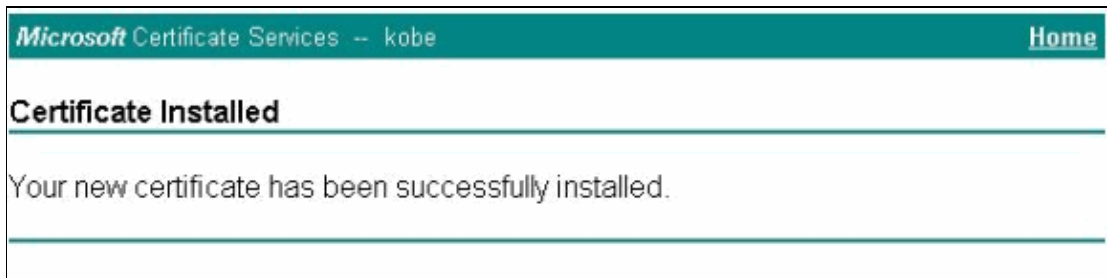 Microsoft Certificate Services -- kobe Home
Certificate Installed
Your new certificate has been successfully installed.